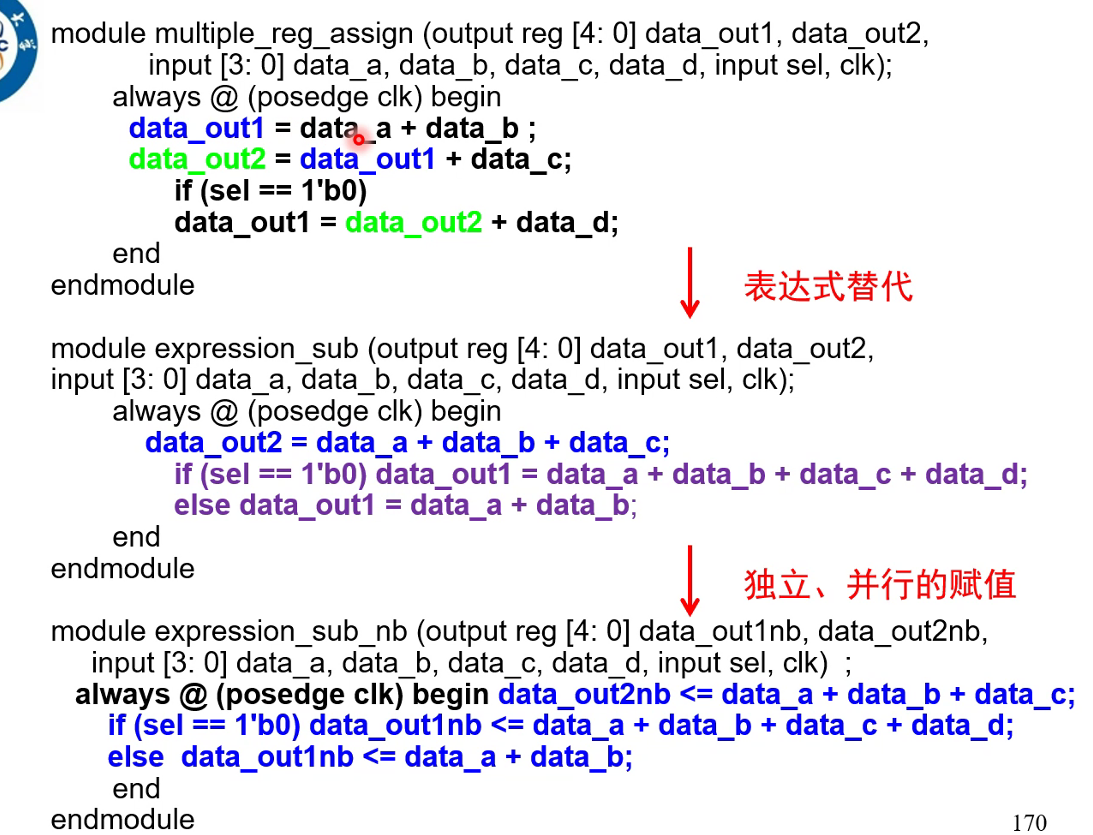 module multiple_reg_assign (output reg [4: 0] data_out1, data_out2,
input [3: 0] data_a, data_b, data_c, data_d, input sel, clk);
always @ (posedge clk) begin
data_out1 = data_a + data_b ;
data_out2 = data_out1 + data_c;
if (sel == 1'b0)
data_out1 = data_out2 + data_d;
end
endmodule
表达式替代
module expression_sub (output reg [4: 0] data_out1, data_out2,
input [3: 0] data_a, data_b, data_c, data_d, input sel, clk);
always @ (posedge clk) begin
data_out2 = data_a + data_b + data_c;
if (sel == 1'b0) data_out1 = data_a + data_b + data_c + data_d;
else data_out1 = data_a + data_b;
end
endmodule
独立、并行的赋值
module expression_sub_nb (output reg [4: 0] data_out1nb, data_out2nb,
input [3: 0] data_a, data_b, data_c, data_d, input sel, clk) ;
always @ (posedge clk) begin data_out2nb <= data_a + data_b + data_c;
if (sel == 1'b0) data_out1nb <= data_a + data_b + data_c + data_d;
else data_out1nb <= data_a + data_b;
end
endmodule
170